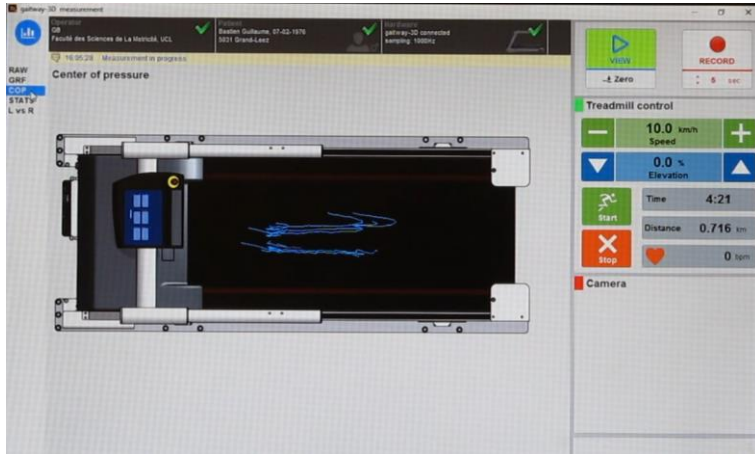 gaitway-3D measurement
Operator
GB
Faculté des Sciences de La Motricité, UCL
Patient
Bastien Guillaume, 07-02-1976
5031 Grand-Leez
Hardware
gaitway-3D connected
sampling: 1000Hz
16:05:28 Measurement in progress
RAW
GRF
COP
STATS
L vs R
Center of pressure
VIEW
RECORD
Zero
5 sec
Treadmill control
10.0 km/h
Speed
0.0 %
Elevation
Start
Time 4:21
Distance 0.716 km
Stop
0 bpm
Camera